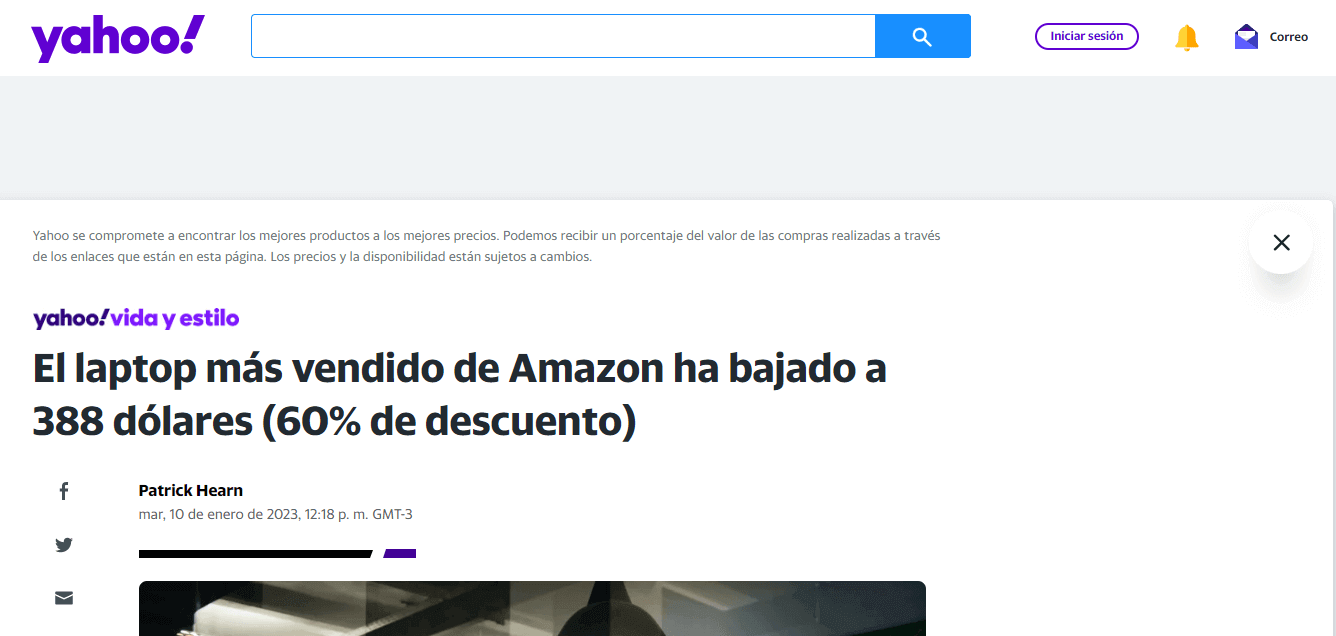 yahoo!
Iniciar sesión
Correo
Yahoo se compromete a encontrar los mejores productos a los mejores precios. Podemos recibir un porcentaje del valor de las compras realizadas a través
de los enlaces que están en esta página. Los precios y la disponibilidad están sujetos a cambios.
yahoo!vida y estilo
El laptop más vendido de Amazon ha bajado a
388 dólares (60% de descuento)
Patrick Hearn
mar, 10 de enero de 2023, 12:18 p. m. GMT-3